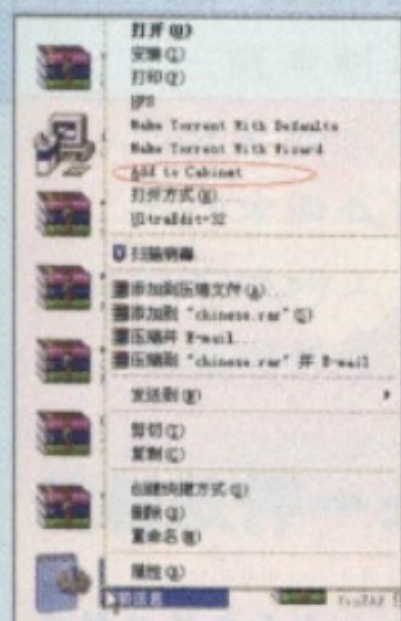 打开(O)
安装(I)
打印(P)
Make Torrent With Defaults
Make Torrent With Wizard
Add to Cabinet
打开方式(H)...
UltraEdit-32
扫描病毒...
添加到压缩文件(A)...
添加到 "chinese.rar"(T)
压缩并 E-mail...
压缩到 "chinese.rar" 并 E-mail
发送到(N)
剪切(T)
复制(C)
创建快捷方式(S)
删除(D)
重命名(M)
属性(R)
WinRAR